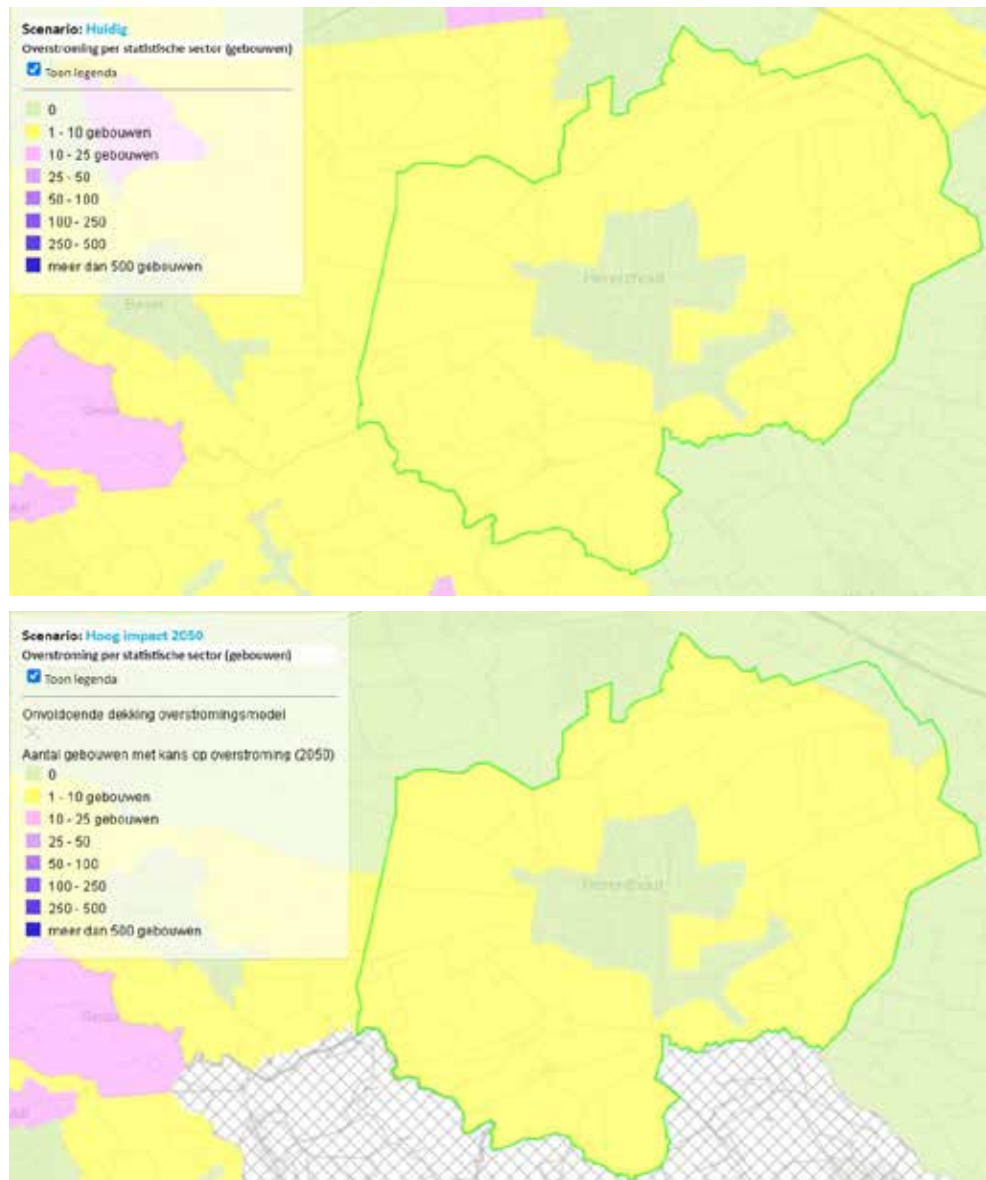 Scenario: Huidig
Overstroming per statistische sector (gebouwen)
Toon legenda
0
1 - 10 gebouwen
10 - 25 gebouwen
25 - 50
50 - 100
100 - 250
250 - 500
meer dan 500 gebouwen
Herenthout
Scenario: Hoog impact 2050
Overstroming per statistische sector (gebouwen)
Toon legenda
Onvoldoende dekking overstromingsmodel
Aantal gebouwen met kans op overstroming (2050)
0
1 - 10 gebouwen
10 - 25 gebouwen
25 - 50
50 - 100
100 - 250
250 - 500
meer dan 500 gebouwen
Herenthout